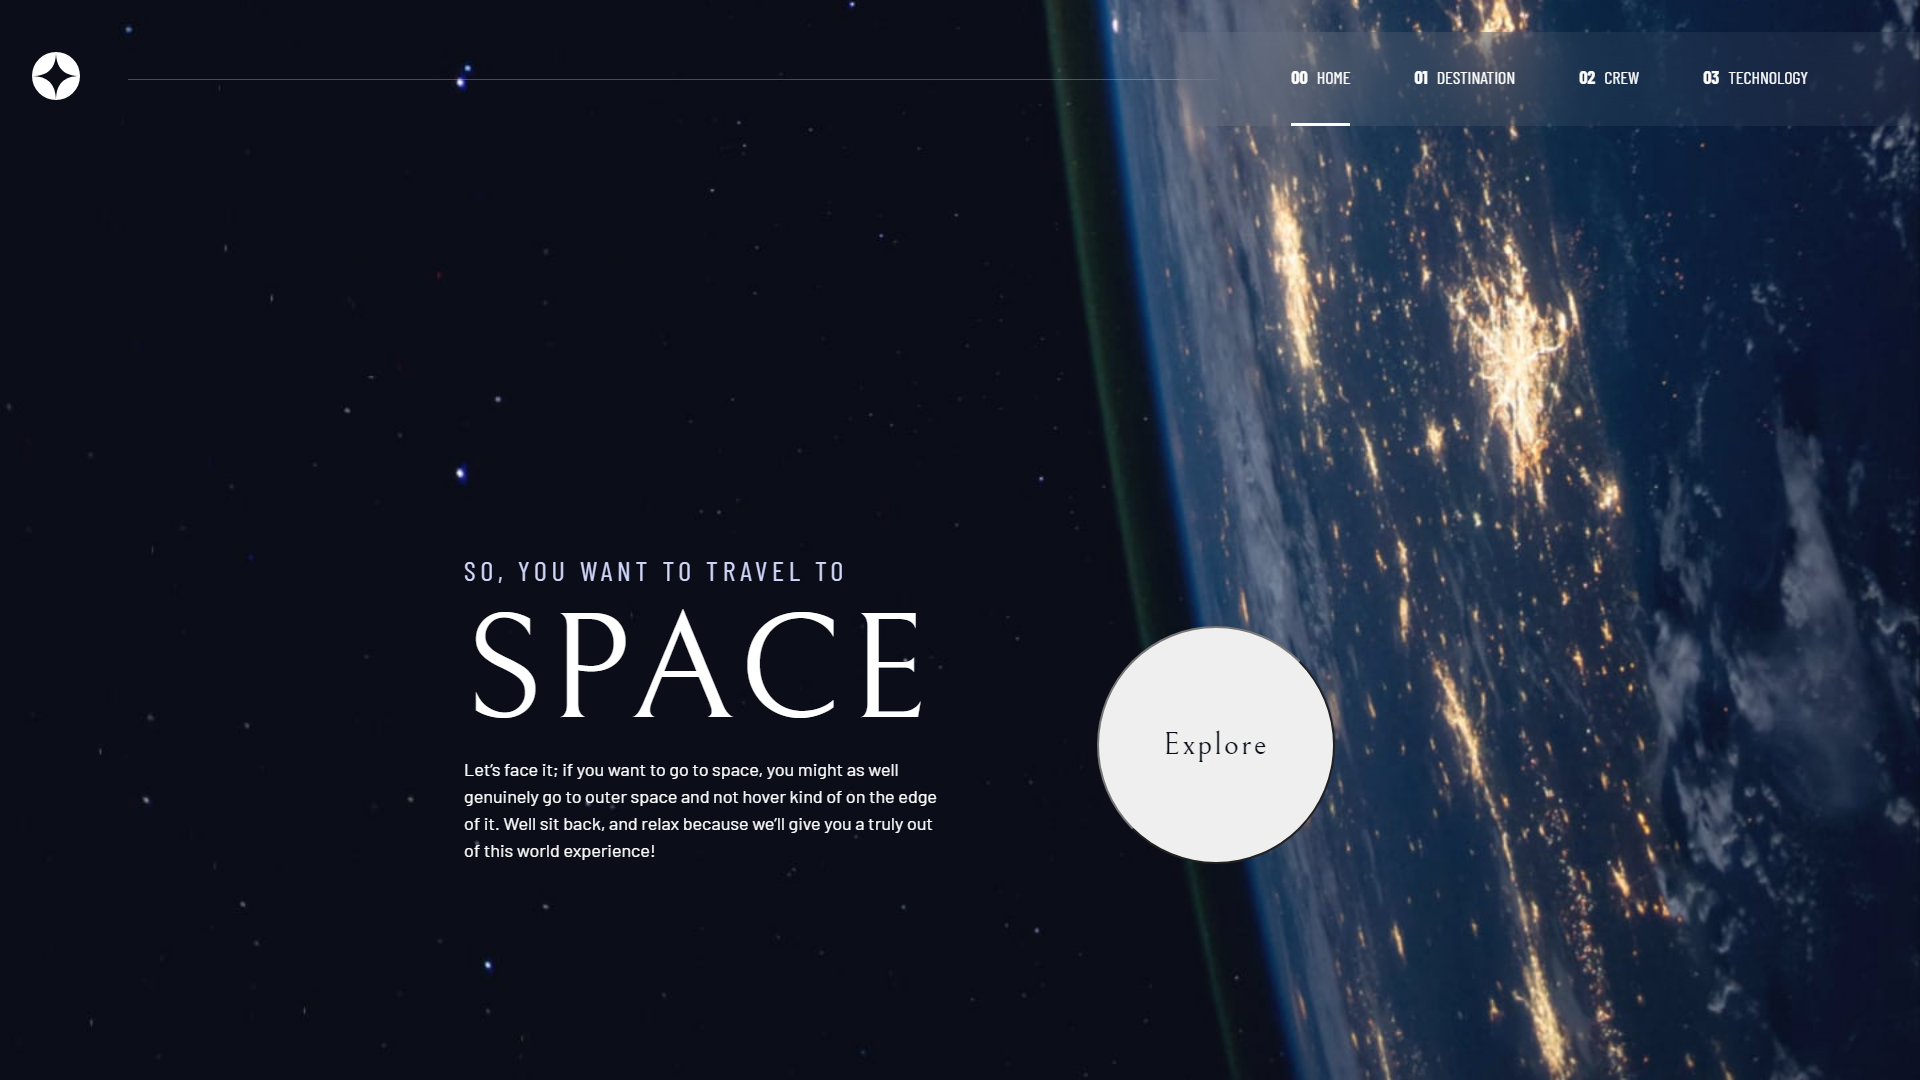 00 HOME
01 DESTINATION
02 CREW
03 TECHNOLOGY
SO, YOU WANT TO TRAVEL TO
SPACE
Let’s face it; if you want to go to space, you might as well
genuinely go to outer space and not hover kind of on the edge
of it. Well sit back, and relax because we’ll give you a truly out
of this world experience!
Explore